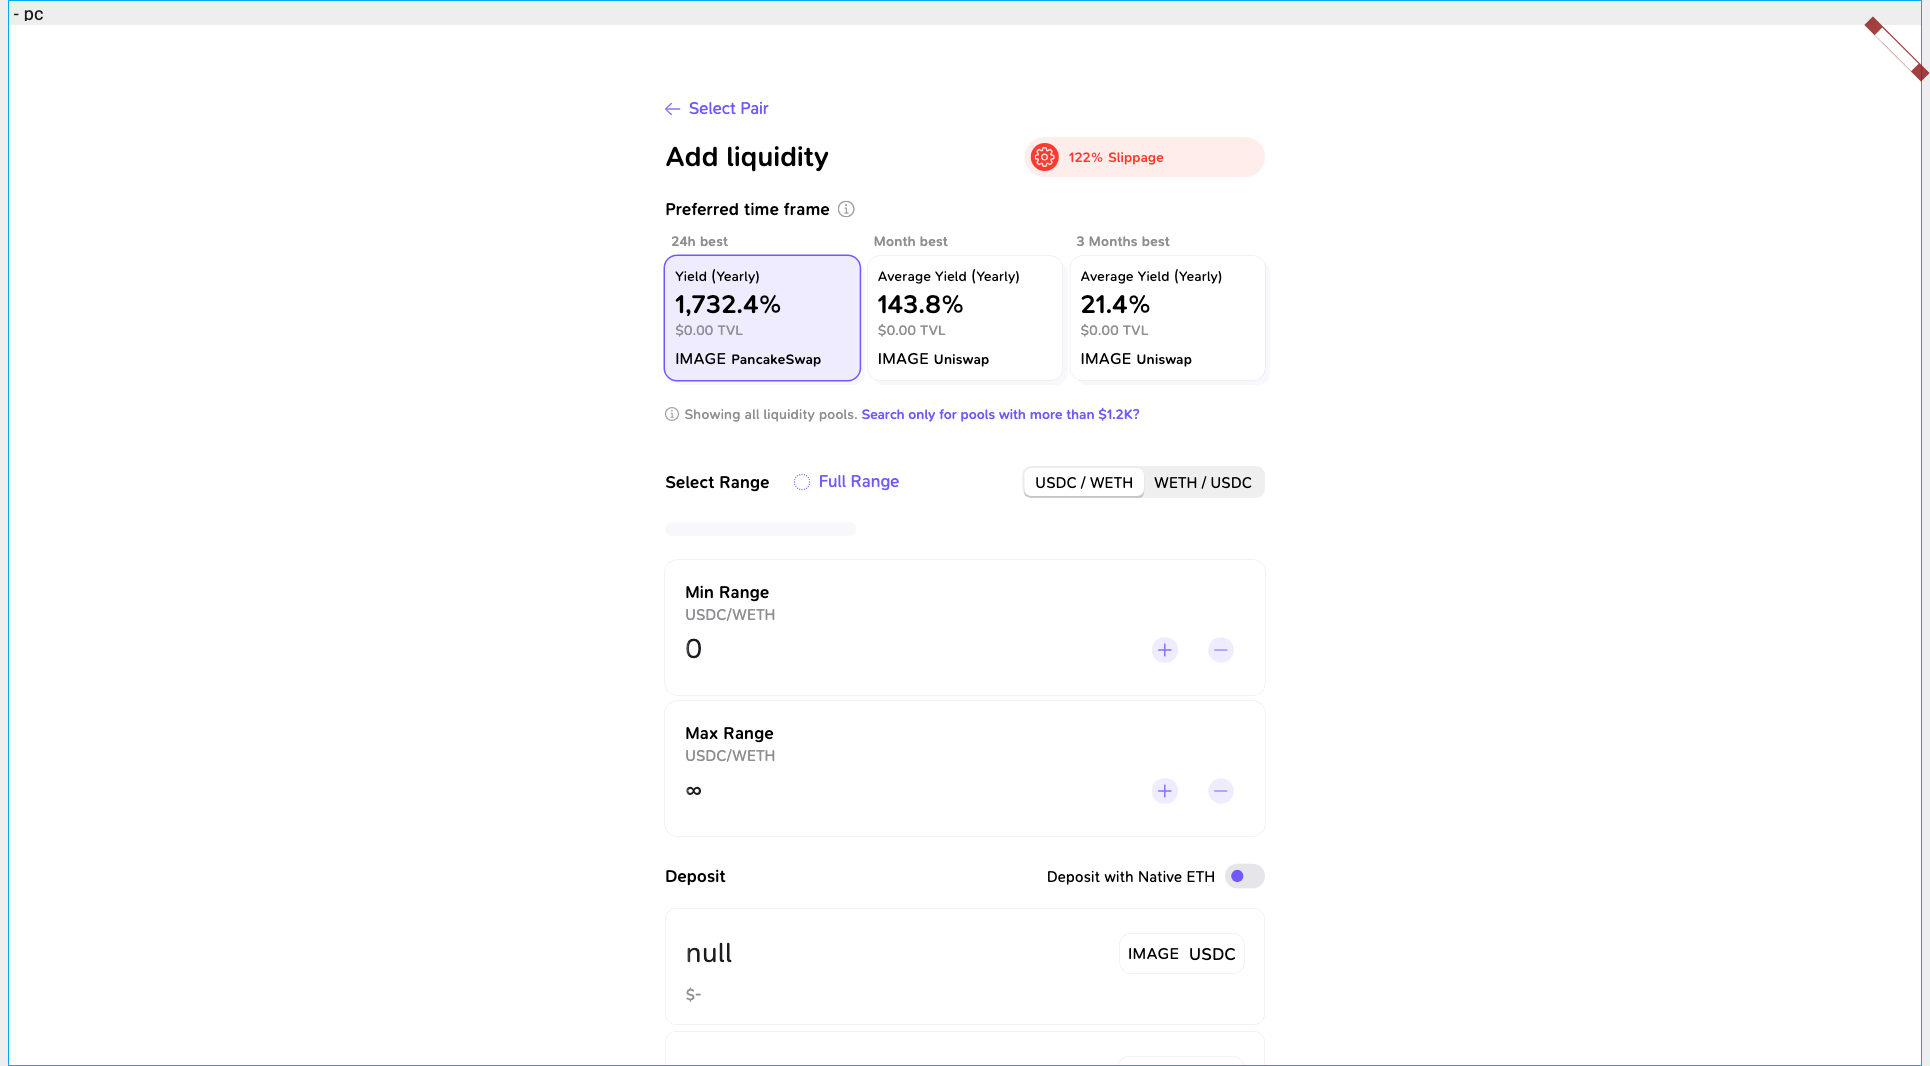 - pc
← Select Pair
Add liquidity
122% Slippage
Preferred time frame
24h best
Yield (Yearly)
1,732.4%
$0.00 TVL
IMAGE PancakeSwap
Month best
Average Yield (Yearly)
143.8%
$0.00 TVL
IMAGE Uniswap
3 Months best
Average Yield (Yearly)
21.4%
$0.00 TVL
IMAGE Uniswap
Showing all liquidity pools. Search only for pools with more than $1.2K?
Select Range
Full Range
USDC / WETH
WETH / USDC
Min Range
USDC/WETH
0
Max Range
USDC/WETH
∞
Deposit
Deposit with Native ETH
null
IMAGE USDC
$-